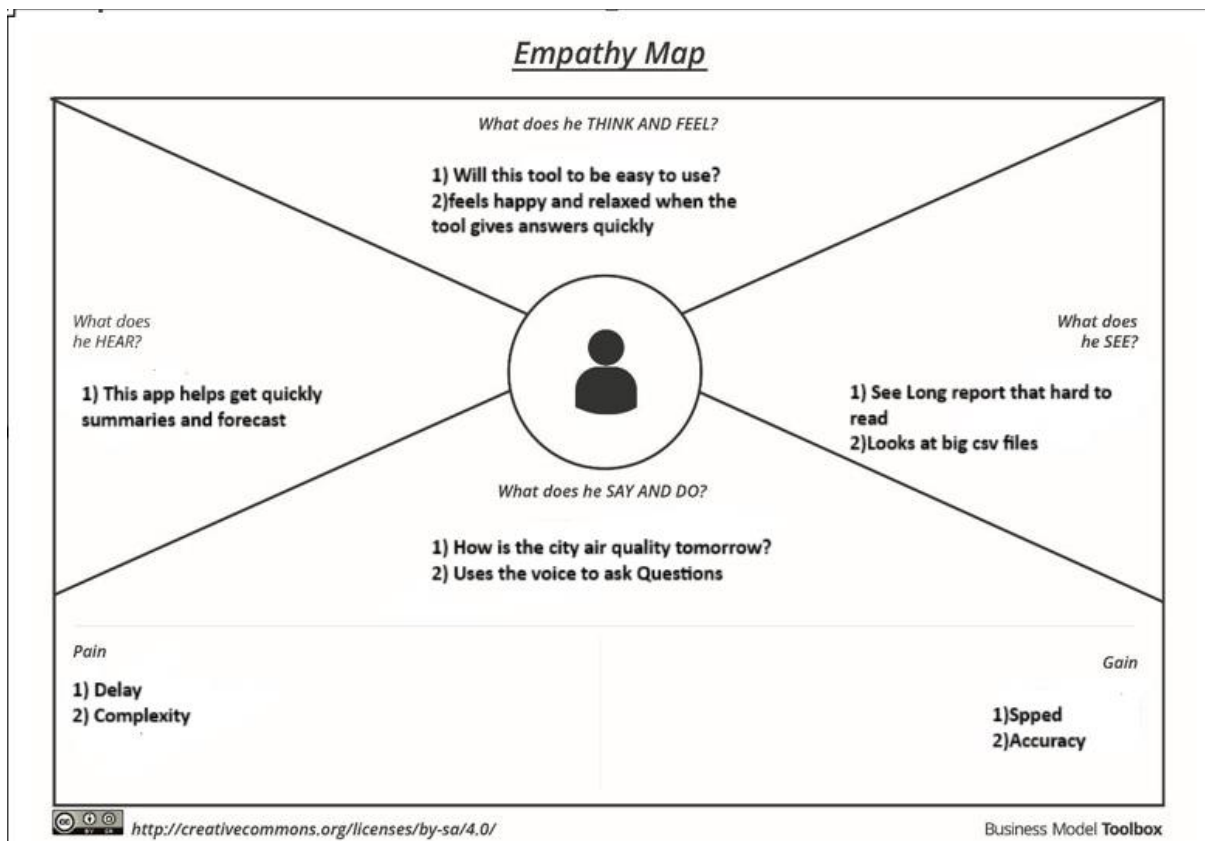 Empathy Map
What does he THINK AND FEEL?
1) Will this tool to be easy to use?
2)feels happy and relaxed when the
tool gives answers quickly
What does
he HEAR?
1) This app helps get quickly
summaries and forecast
What does
he SEE?
1) See Long report that hard to
read
2)Looks at big csv files
What does he SAY AND DO?
1) How is the city air quality tomorrow?
2) Uses the voice to ask Questions
Pain
1) Delay
2) Complexity
Gain
1)Spped
2)Accuracy
cc
BY SA
http://creativecommons.org/licenses/by-sa/4.0/
Business Model Toolbox